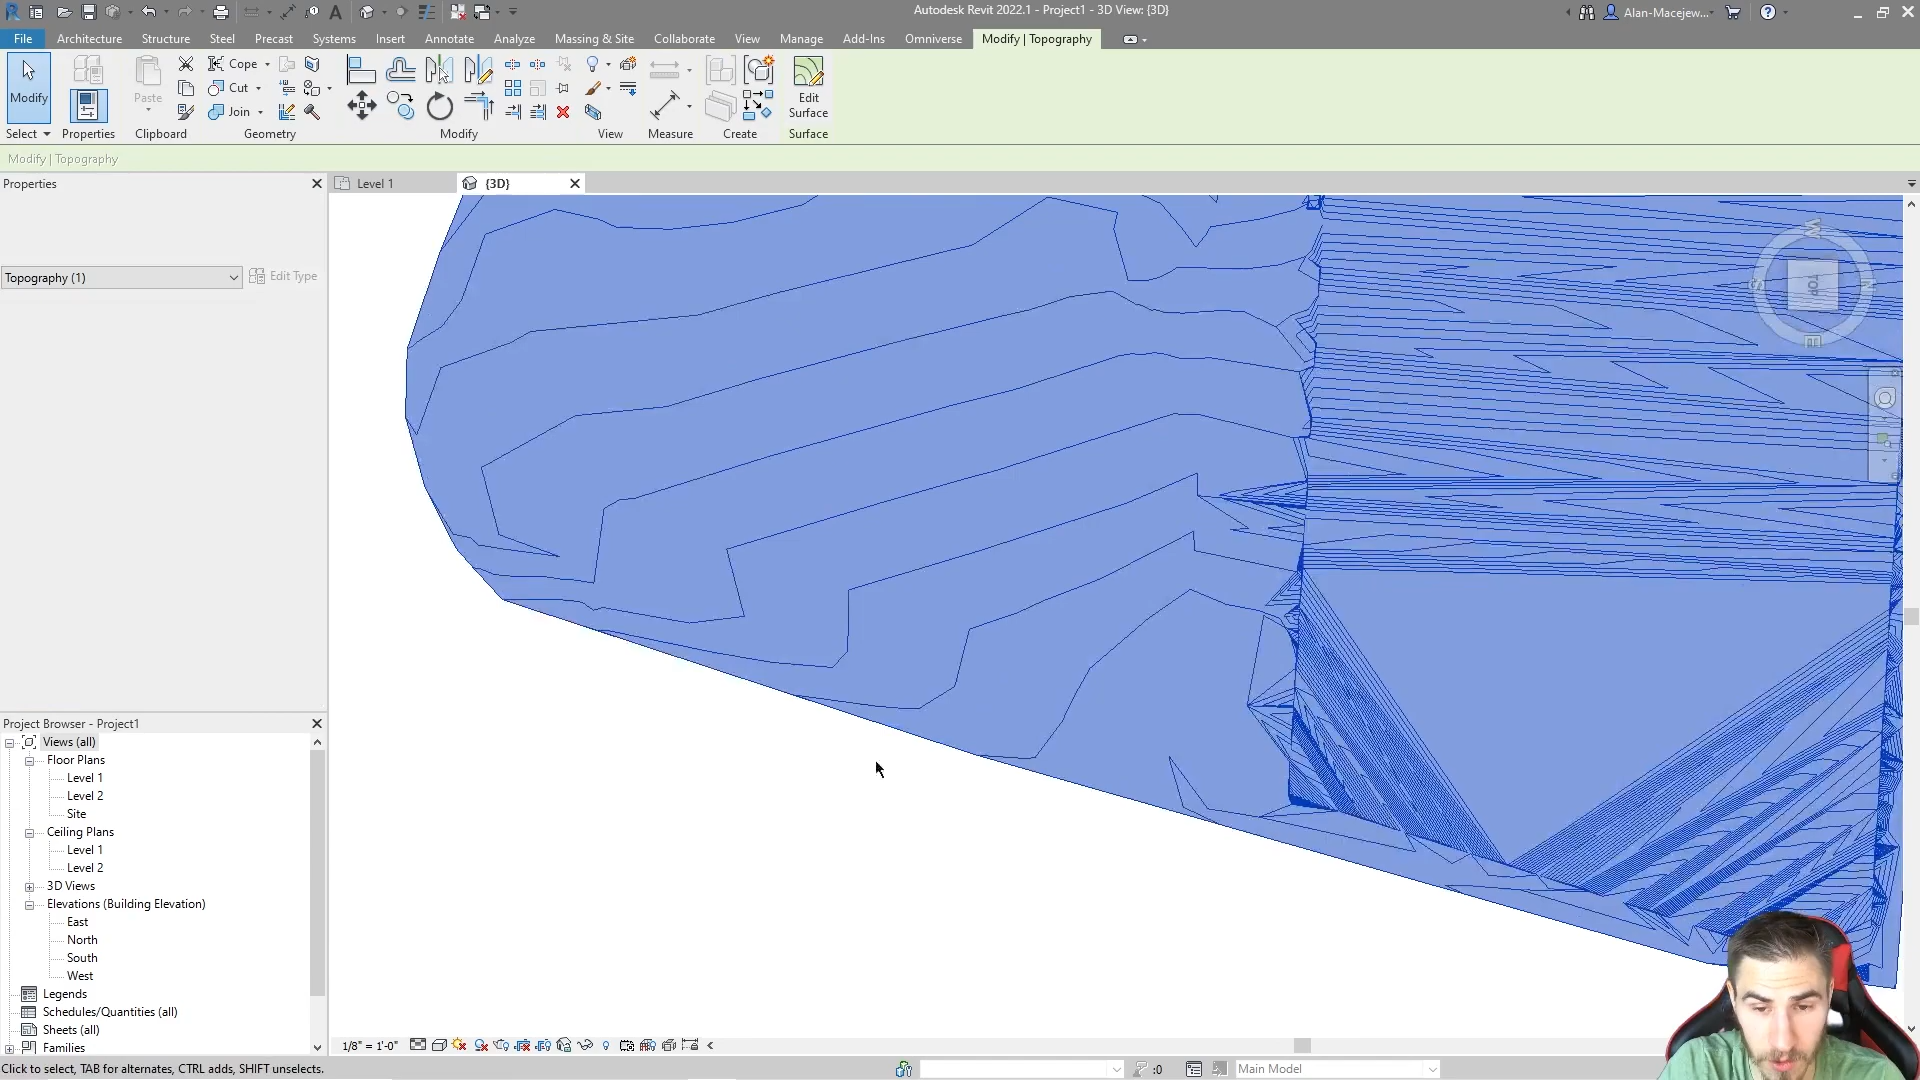 Autodesk Revit 2022.1 - Project1 - 3D View: {3D}
Alan-Macejew...
File Architecture Structure Steel Precast Systems Insert Annotate Analyze Massing & Site Collaborate View Manage Add-Ins Omniverse Modify | Topography
Modify
Paste
Cope
Cut
Join
Edit
Surface
Select Properties Clipboard Geometry Modify View Measure Create Surface
Modify | Topography
Properties
Level 1
{3D}
Topography (1)
Edit Type
W
S
N
E
TOP
Project Browser - Project1
Views (all)
Floor Plans
Level 1
Level 2
Site
Ceiling Plans
Level 1
Level 2
3D Views
Elevations (Building Elevation)
East
North
South
West
Legends
Schedules/Quantities (all)
Sheets (all)
Families
1/8" = 1'-0"
Click to select, TAB for alternates, CTRL adds, SHIFT unselects.
:0
Main Model